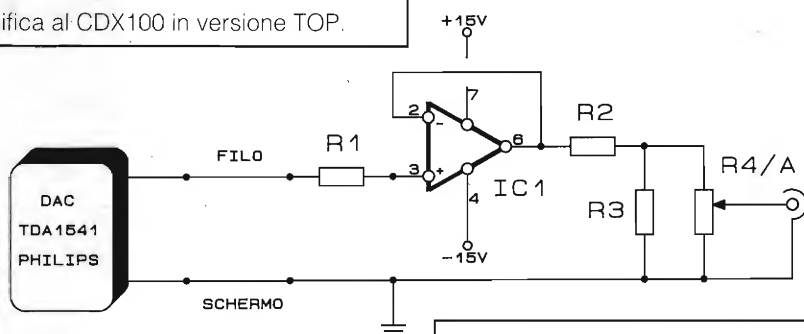 ifica al CDX100 in versione TOP.
+15V
7
2
-
R2
FILO
R1
6
R4/A
3
+
IC1
DAC
TDA1541
PHILIPS
4
R3
-15V
SCHERMO